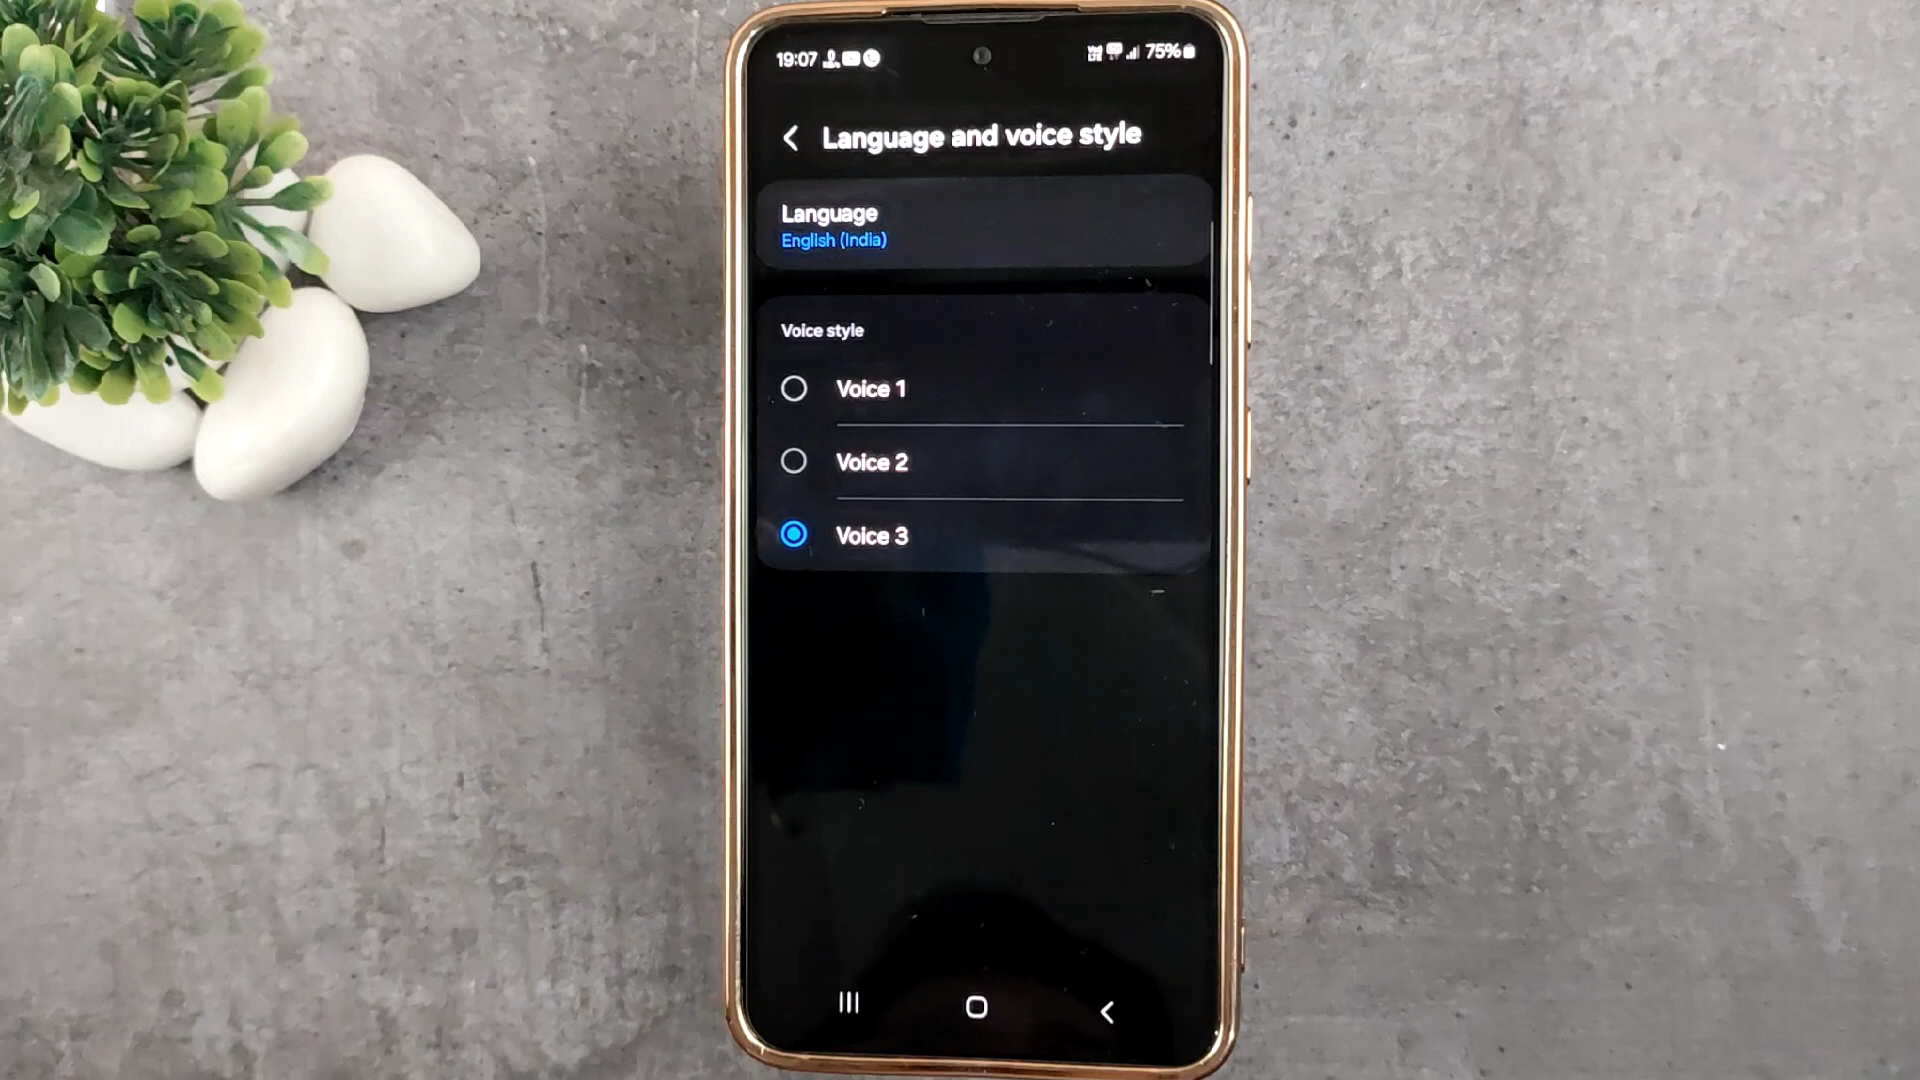 19:07 75%
Language and voice style
Language
English (India)
Voice style
Voice 1
Voice 2
Voice 3